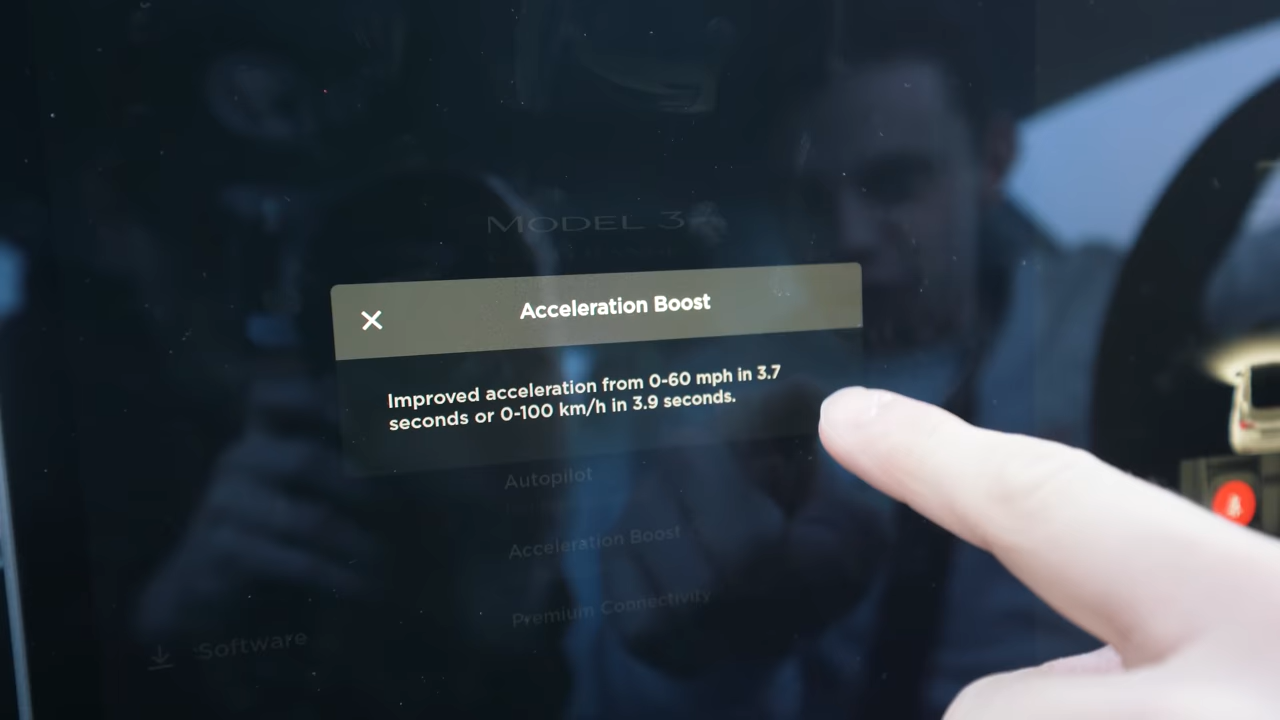 MODEL 3
Acceleration Boost
Improved acceleration from 0-60 mph in 3.7
seconds or 0-100 km/h in 3.9 seconds.
Autopilot
Acceleration Boost
Premium Connectivity
Software